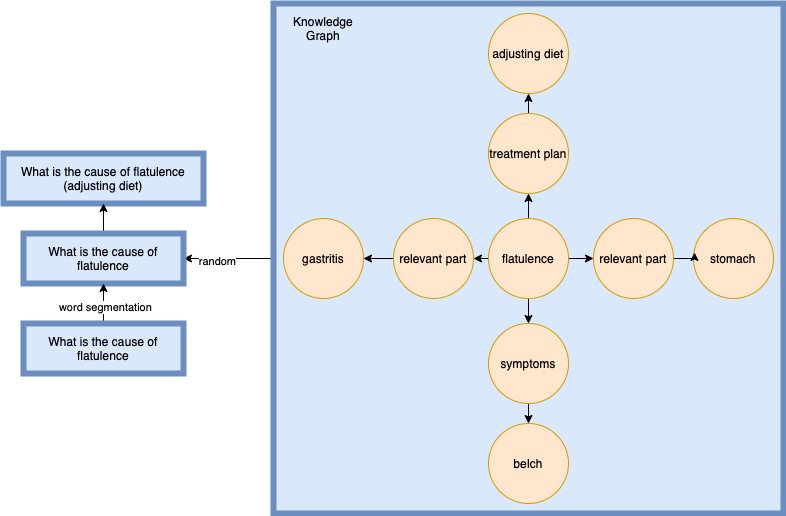 Knowledge
Graph
adjusting diet
treatment plan
What is the cause of flatulence
(adjusting diet)
What is the cause of
flatulence
random
gastritis
relevant part
flatulence
relevant part
stomach
word segmentation
What is the cause of
flatulence
symptoms
belch